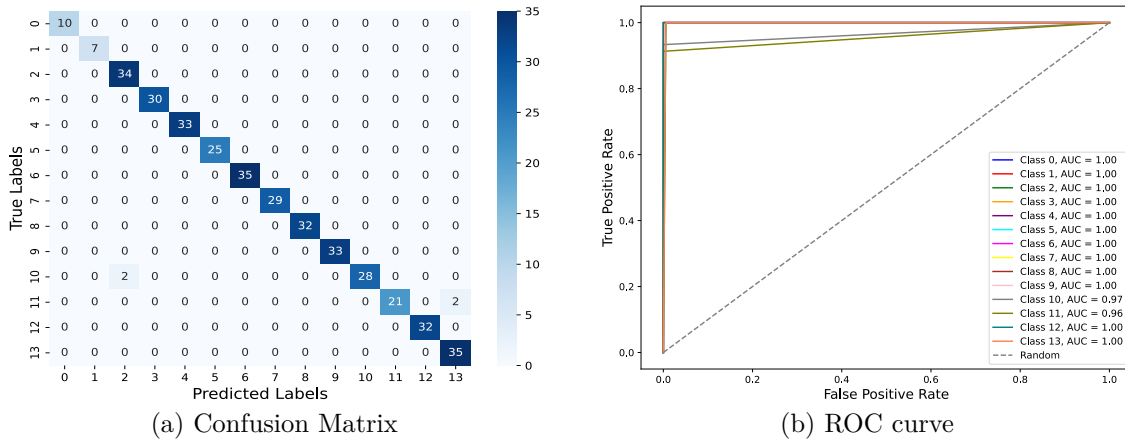 0 10 0 0 0 0 0 0 0 0 0 0 0 0 0
1 0 7 0 0 0 0 0 0 0 0 0 0 0 0
2 0 0 34 0 0 0 0 0 0 0 0 0 0 0
3 0 0 0 30 0 0 0 0 0 0 0 0 0 0
4 0 0 0 0 33 0 0 0 0 0 0 0 0 0
5 0 0 0 0 0 25 0 0 0 0 0 0 0 0
6 0 0 0 0 0 0 35 0 0 0 0 0 0 0
7 0 0 0 0 0 0 0 29 0 0 0 0 0 0
8 0 0 0 0 0 0 0 0 32 0 0 0 0 0
9 0 0 0 0 0 0 0 0 0 33 0 0 0 0
10 0 0 2 0 0 0 0 0 0 0 28 0 0 0
11 0 0 0 0 0 0 0 0 0 0 0 21 0 2
12 0 0 0 0 0 0 0 0 0 0 0 0 32 0
13 0 0 0 0 0 0 0 0 0 0 0 0 0 35
0 1 2 3 4 5 6 7 8 9 10 11 12 13
True Labels
Predicted Labels
35
30
25
20
15
10
5
0
(a) Confusion Matrix
1.0
0.8
0.6
0.4
0.2
0.0
True Positive Rate
0.0 0.2 0.4 0.6 0.8 1.0
False Positive Rate
Class 0, AUC = 1.00
Class 1, AUC = 1.00
Class 2, AUC = 1.00
Class 3, AUC = 1.00
Class 4, AUC = 1.00
Class 5, AUC = 1.00
Class 6, AUC = 1.00
Class 7, AUC = 1.00
Class 8, AUC = 1.00
Class 9, AUC = 1.00
Class 10, AUC = 0.97
Class 11, AUC = 0.96
Class 12, AUC = 1.00
Class 13, AUC = 1.00
Random
(b) ROC curve